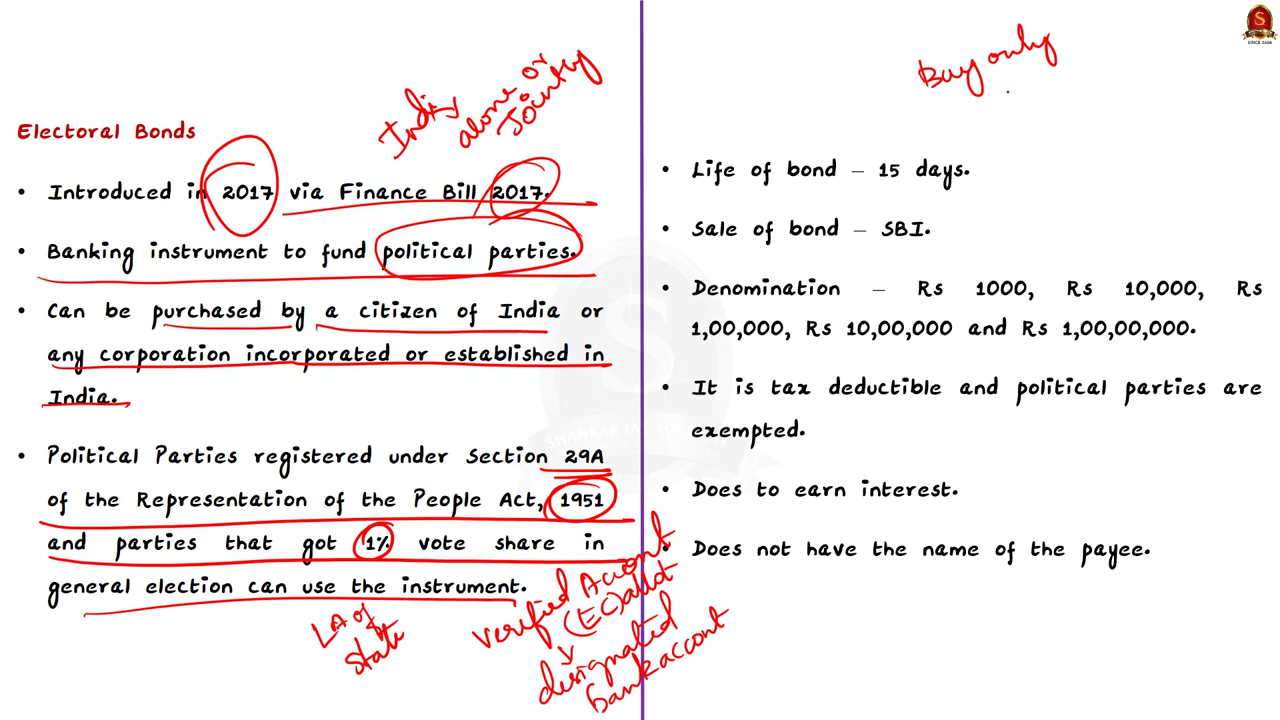 Electoral Bonds
• Introduced in 2017 via Finance Bill 2017.
• Banking instrument to fund political parties.
• Can be purchased by a citizen of India or
any corporation incorporated or established in
India.
• Political Parties registered under Section 29A
of the Representation of the People Act, 1951
and parties that got 1% vote share in
general election can use the instrument.
alone or
Jointly
LA of
State
Verified Account
(EC) allot
designated
bank account
Buy only
• Life of bond – 15 days.
• Sale of bond – SBI.
• Denomination – Rs 1000, Rs 10,000, Rs
1,00,000, Rs 10,00,000 and Rs 1,00,00,000.
• It is tax deductible and political parties are
exempted.
• Does to earn interest.
• Does not have the name of the payee.
S
SINCE 2004